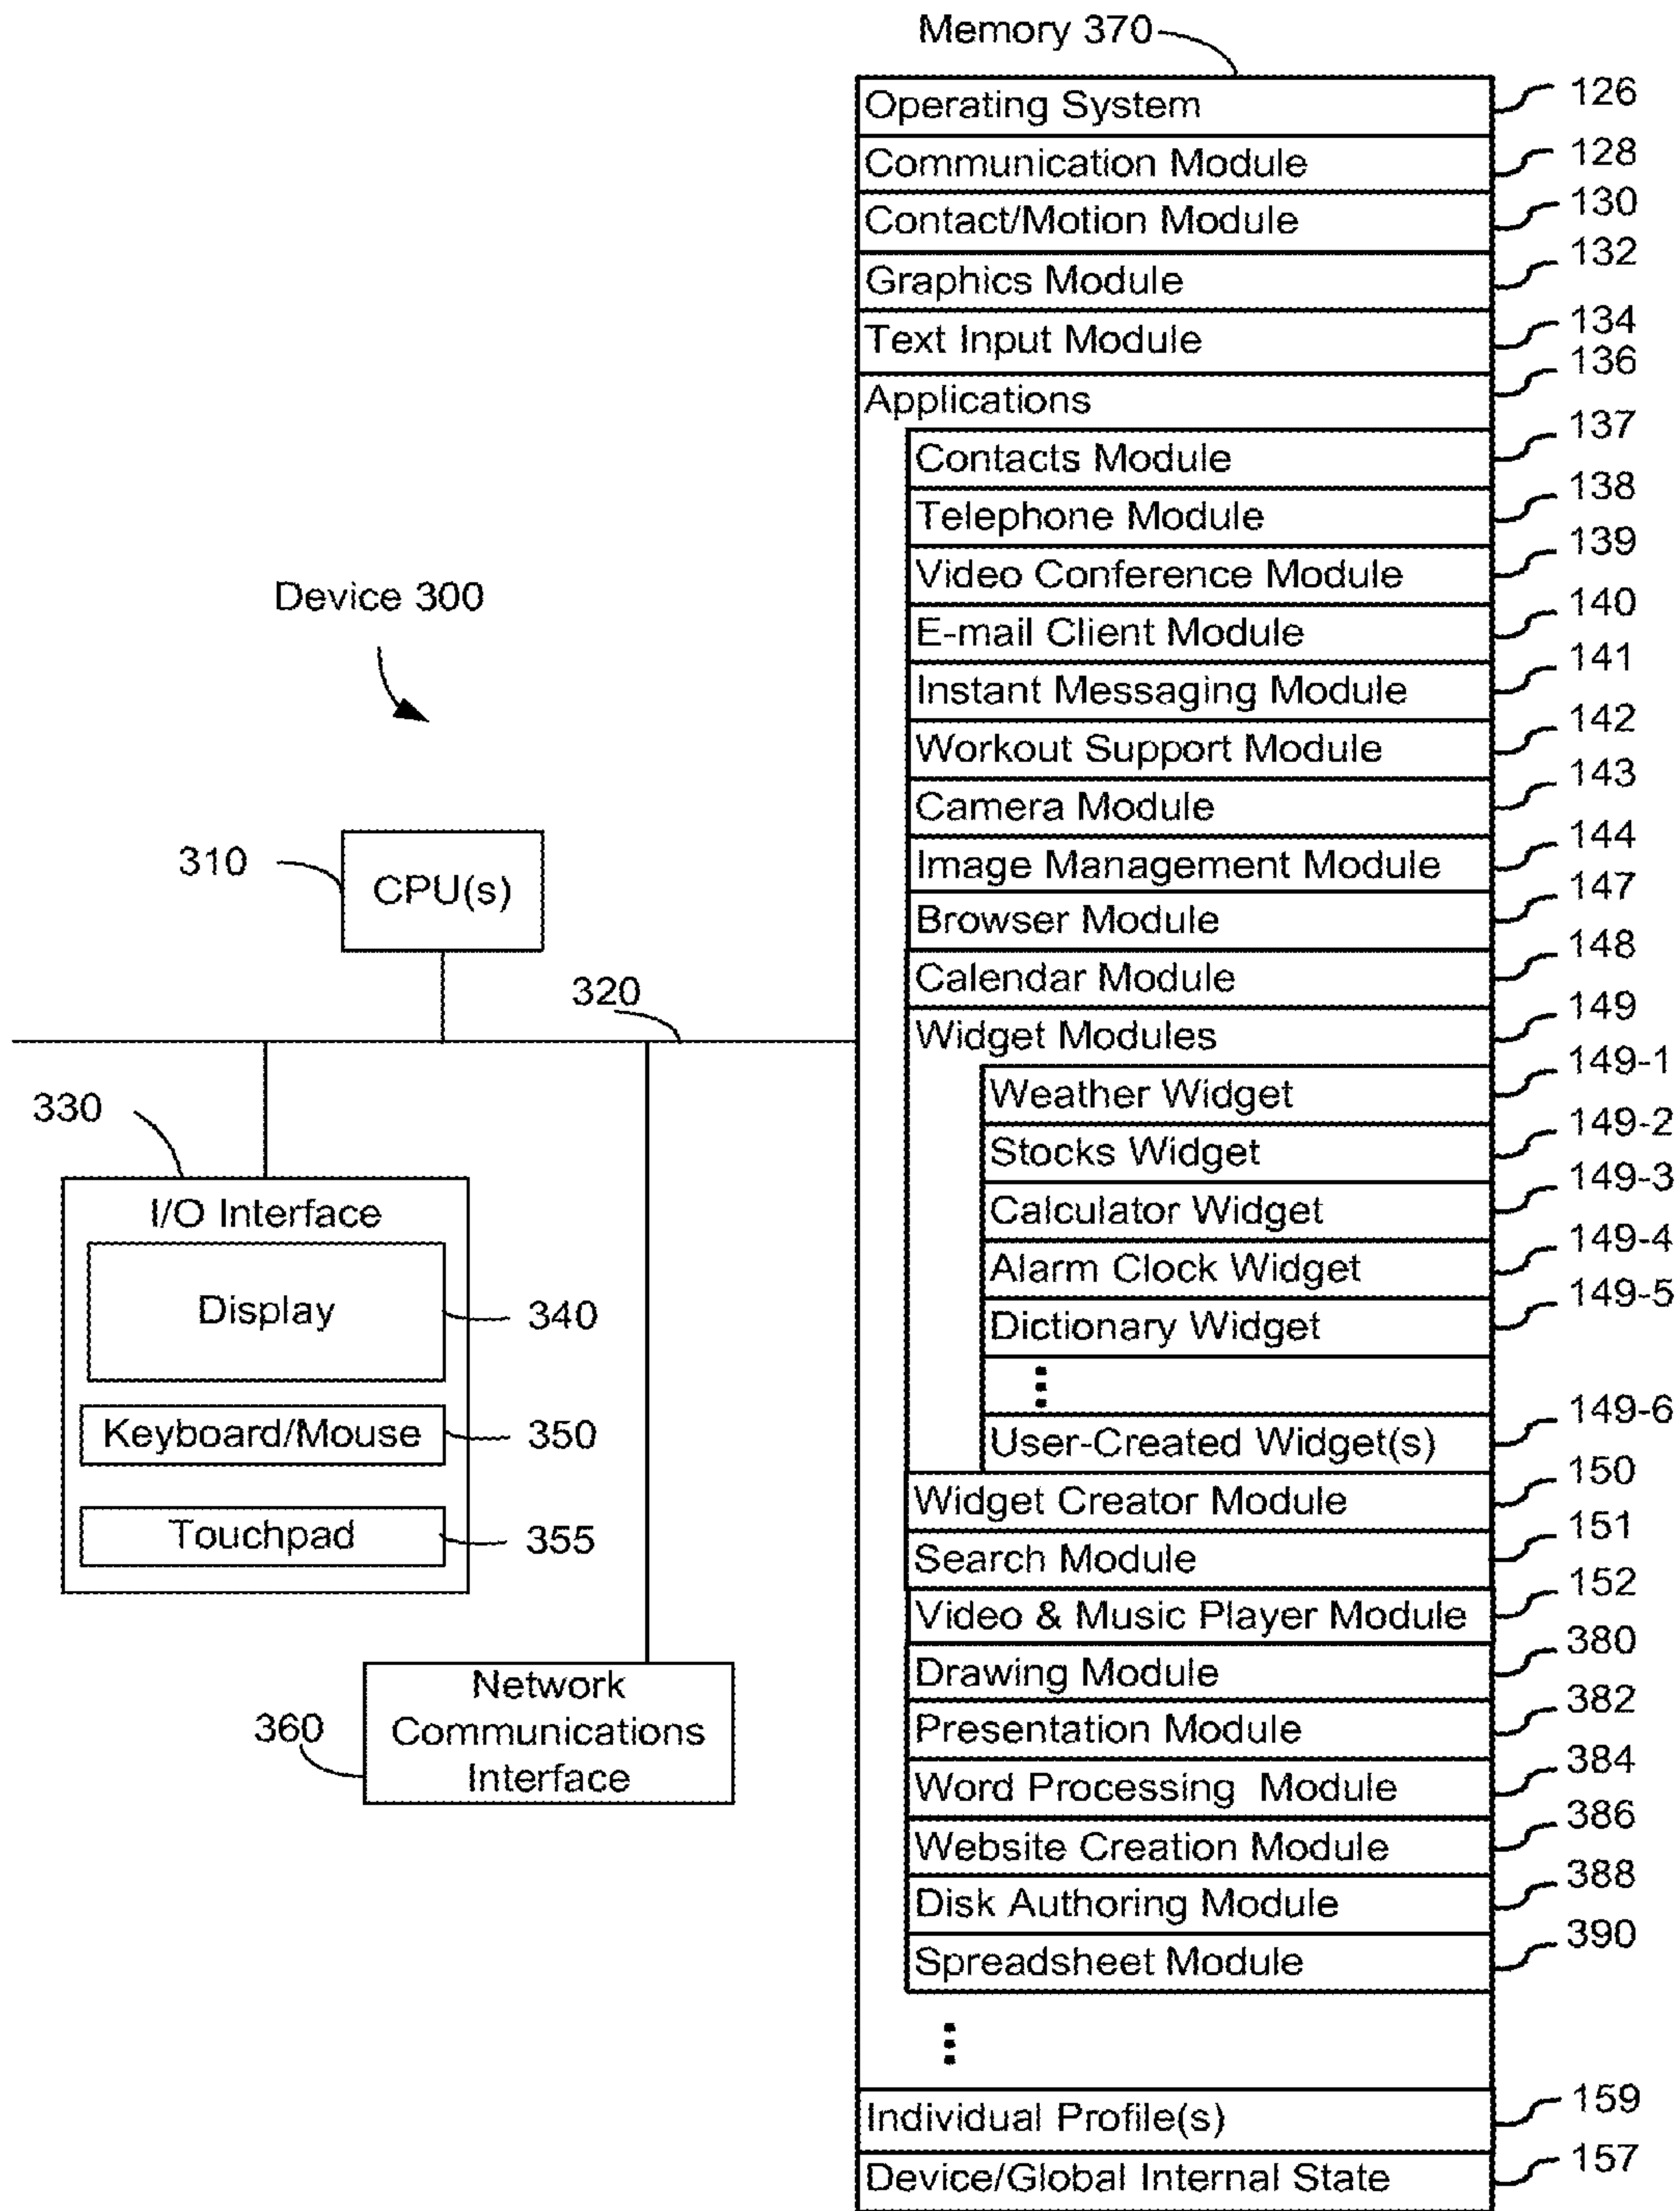 Memory 370
Operating System 126
Communication Module 128
Contact/Motion Module 130
Graphics Module 132
Text Input Module 134
Applications 136
Contacts Module 137
Telephone Module 138
Video Conference Module 139
E-mail Client Module 140
Instant Messaging Module 141
Workout Support Module 142
Camera Module 143
Image Management Module 144
Browser Module 147
Calendar Module 148
Widget Modules 149
Weather Widget 149-1
Stocks Widget 149-2
Calculator Widget 149-3
Alarm Clock Widget 149-4
Dictionary Widget 149-5
User-Created Widget(s) 149-6
Widget Creator Module 150
Search Module 151
Video & Music Player Module 152
Drawing Module 380
Presentation Module 382
Word Processing Module 384
Website Creation Module 386
Disk Authoring Module 388
Spreadsheet Module 390
Individual Profile(s) 159
Device/Global Internal State 157
Device 300
310
CPU(s)
320
330
I/O Interface
Display 340
Keyboard/Mouse 350
Touchpad 355
360
Network
Communications
Interface